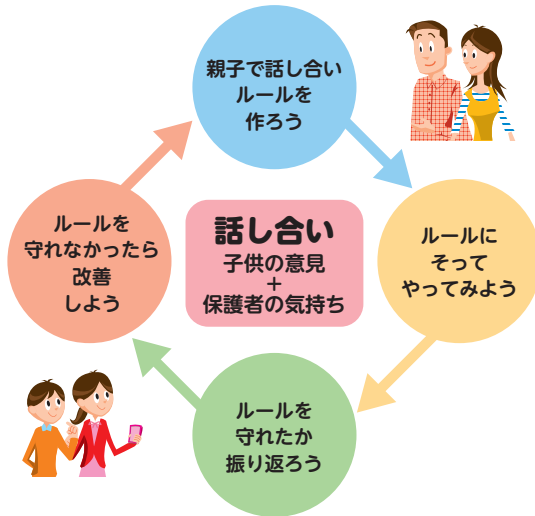 親子で話し合い
ルールを
作ろう
ルールに
そって
やってみよう
ルールを
守れたか
振り返ろう
ルールを
守れなかったら
改善
しよう
話し合い
子供の意見
+
保護者の気持ち